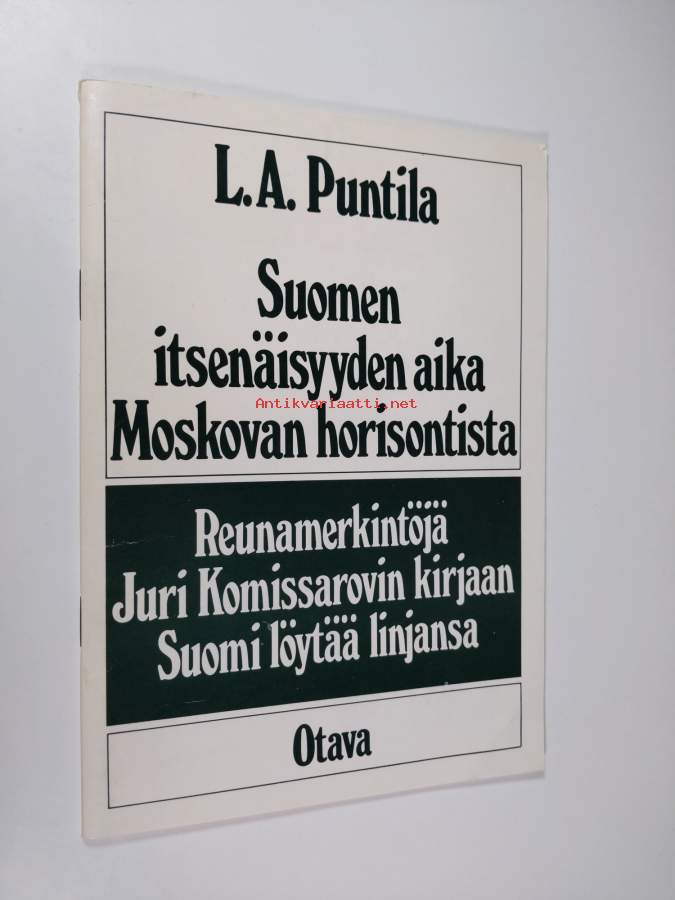 L.A. Puntila
Suomen
itsenäisyyden aika
Antikvariaatti.net
Moskovan horisontista
Reunamerkintöjä
Juri Komissarovin kirjaan
Suomi löytää linjansa
Otava